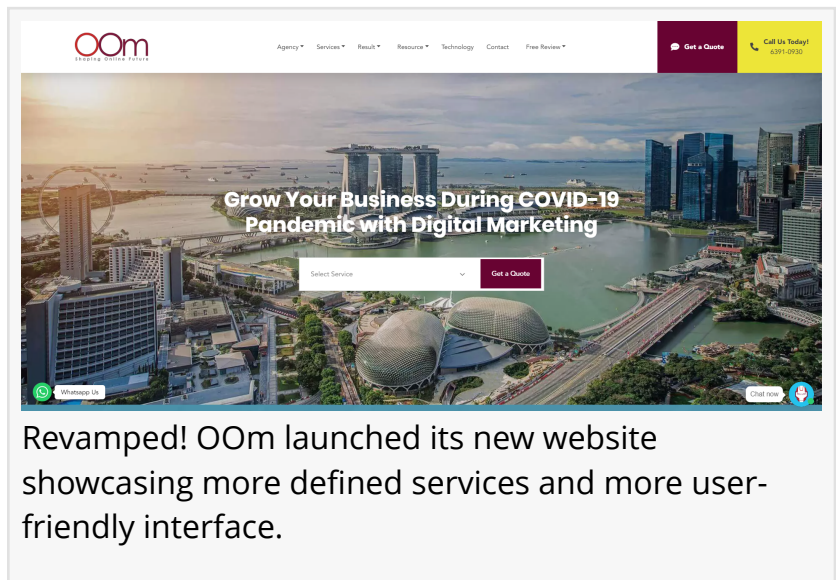 OOm
Shaping Online Future
Agency Services Result Resource Technology Contact Free Review
Get a Quote
Call Us Today!
6391-0930
Grow Your Business During COVID-19
Pandemic with Digital Marketing
Select Service
Get a Quote
Whatsapp Us
Chat now
Revamped! OOm launched its new website
showcasing more defined services and more user-
friendly interface.